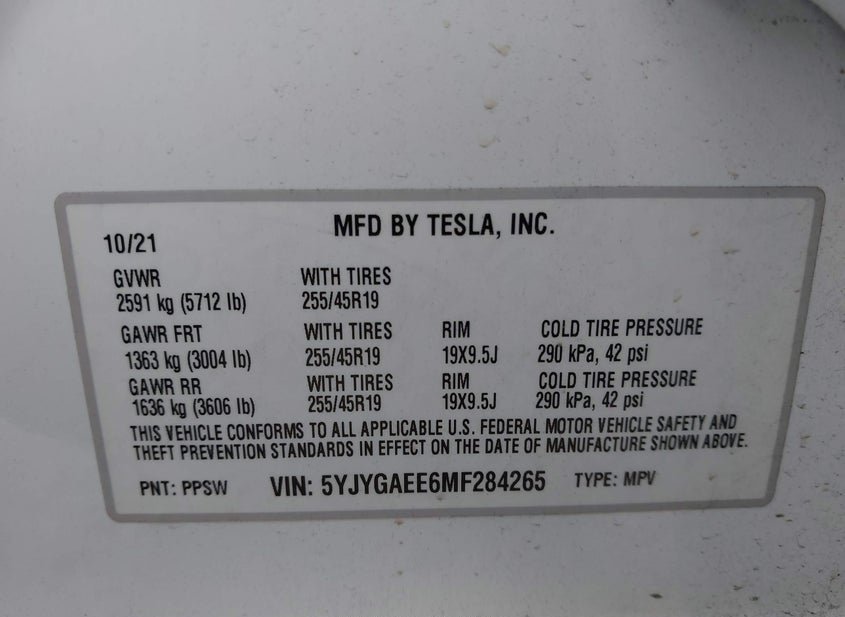 MFD BY TESLA, INC.
10/21
GVWR WITH TIRES
2591 kg (5712 lb) 255/45R19
GAWR FRT WITH TIRES RIM COLD TIRE PRESSURE
1363 kg (3004 lb) 255/45R19 19X9.5J 290 kPa, 42 psi
GAWR RR WITH TIRES RIM COLD TIRE PRESSURE
1636 kg (3606 lb) 255/45R19 19X9.5J 290 kPa, 42 psi
THIS VEHICLE CONFORMS TO ALL APPLICABLE U.S. FEDERAL MOTOR VEHICLE SAFETY AND
THEFT PREVENTION STANDARDS IN EFFECT ON THE DATE OF MANUFACTURE SHOWN ABOVE.
PNT: PPSW VIN: 5YJYGAEE6MF284265 TYPE: MPV